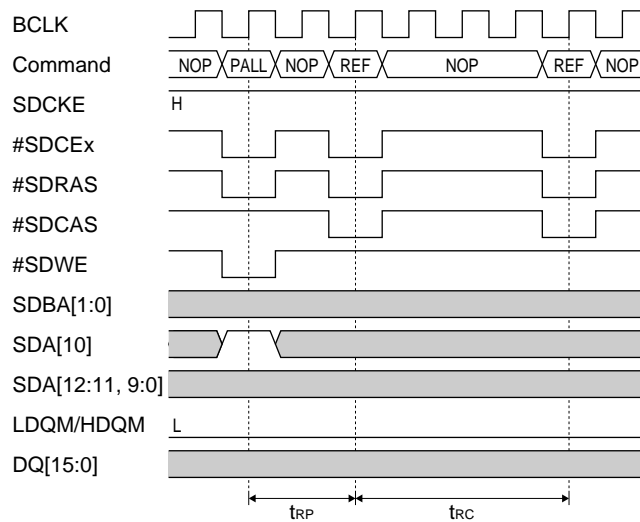 BCLK
Command NOP PALL NOP REF NOP REF NOP
SDCKE H
#SDCEx
#SDRAS
#SDCAS
#SDWE
SDBA[1:0]
SDA[10]
SDA[12:11, 9:0]
LDQM/HDQM L
DQ[15:0]
tRP tRC